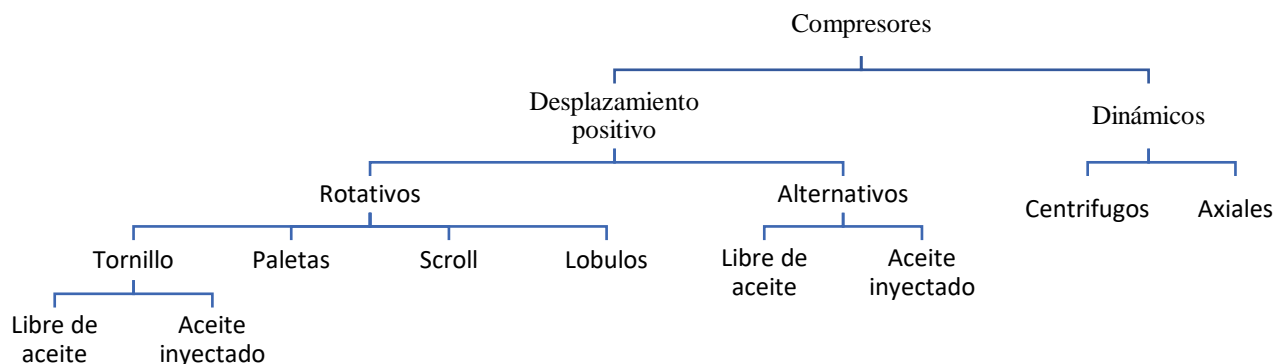 Compresores
Desplazamiento
positivo
Dinámicos
Rotativos
Alternativos
Centrifugos
Axiales
Tornillo
Paletas
Scroll
Lobulos
Libre de
aceite
Aceite
inyectado
Libre de
aceite
Aceite
inyectado